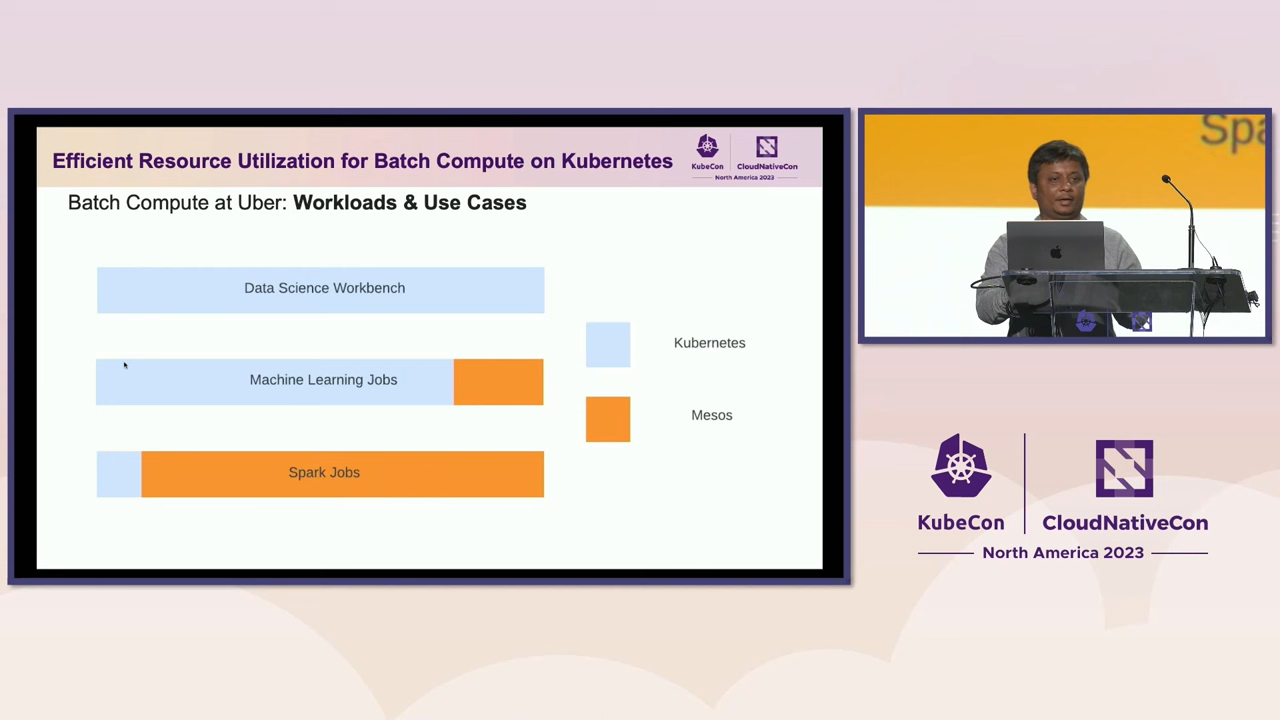 Efficient Resource Utilization for Batch Compute on Kubernetes
KubeCon
CloudNativeCon
North America 2023
Batch Compute at Uber: Workloads & Use Cases
Data Science Workbench
Machine Learning Jobs
Spark Jobs
Kubernetes
Mesos
Spa
KubeCon
CloudNativeCon
North America 2023